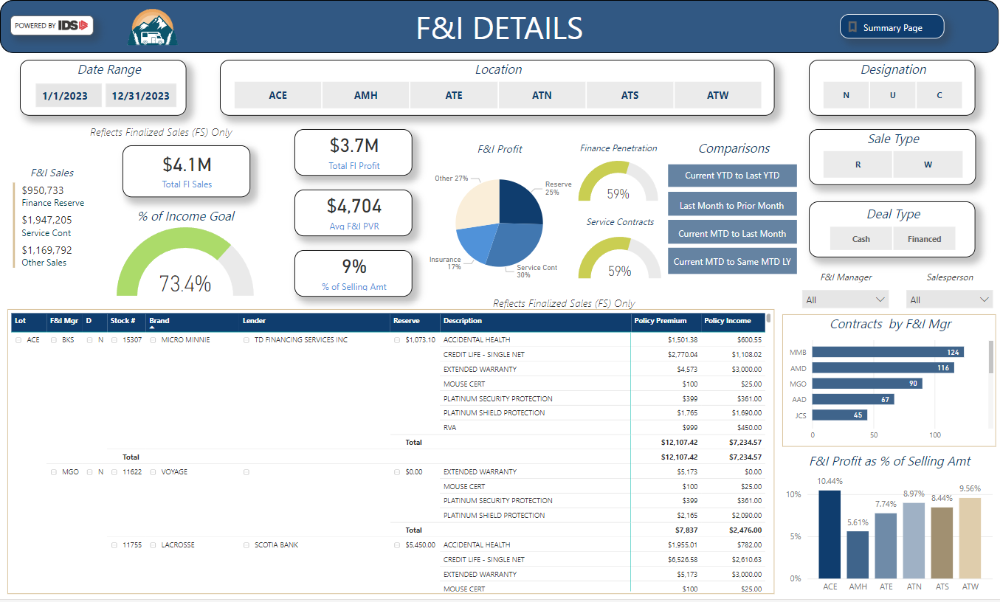 POWERED BY IDS
F&I DETAILS
Summary Page
Date Range
1/1/2023 12/31/2023
Location
ACE AMH ATE ATN ATS ATW
Designation
N U C
Reflects Finalized Sales (FS) Only
$4.1M
Total FI Sales
F&I Sales
$950,733
Finance Reserve
$1,947,205
Service Cont
$1,169,792
Other Sales
% of Income Goal
73.4%
$3.7M
Total FI Profit
$4,704
Avg F&I PVR
9%
% of Selling Amt
F&I Profit
Other 27%
Reserve
25%
Insurance
17%
Service Cont
30%
Finance Penetration
59%
Service Contracts
59%
Comparisons
Current YTD to Last YTD
Last Month to Prior Month
Current MTD to Last Month
Current MTD to Same MTD LY
Sale Type
R W
Deal Type
Cash Financed
F&I Manager Salesperson
All All
Reflects Finalized Sales (FS) Only
Lot F&I Mgr D Stock # Brand Lender Reserve Description Policy Premium Policy Income
ACE BKS N 15307 MICRO MINNIE TD FINANCING SERVICES INC $1,073.10 ACCIDENTAL HEALTH $1,501.38 $600.55
CREDIT LIFE - SINGLE NET $2,770.04 $1,108.02
EXTENDED WARRANTY $4,573 $3,000.00
MOUSE CERT $100 $25.00
PLATINUM SECURITY PROTECTION $399 $361.00
PLATINUM SHIELD PROTECTION $1,765 $1,690.00
RVA $999 $450.00
Total $12,107.42 $7,234.57
Total $12,107.42 $7,234.57
MGO N 11622 VOYAGE $0.00 EXTENDED WARRANTY $5,173 $0.00
MOUSE CERT $100 $25.00
PLATINUM SECURITY PROTECTION $399 $361.00
PLATINUM SHIELD PROTECTION $2,165 $2,090.00
Total $7,837 $2,476.00
11755 LACROSSE SCOTIA BANK $5,450.00 ACCIDENTAL HEALTH $1,955.01 $782.00
CREDIT LIFE - SINGLE NET $6,526.58 $2,610.63
EXTENDED WARRANTY $5,173 $3,000.00
MOUSE CERT $100 $25.00
Contracts by F&I Mgr
MMB 124
AMD 116
MGO 90
AAD 67
JCS 45
0 50 100
F&I Profit as % of Selling Amt
10.44% 5.61% 7.74% 8.97% 8.44% 9.56%
10%
5%
0%
ACE AMH ATE ATN ATS ATW